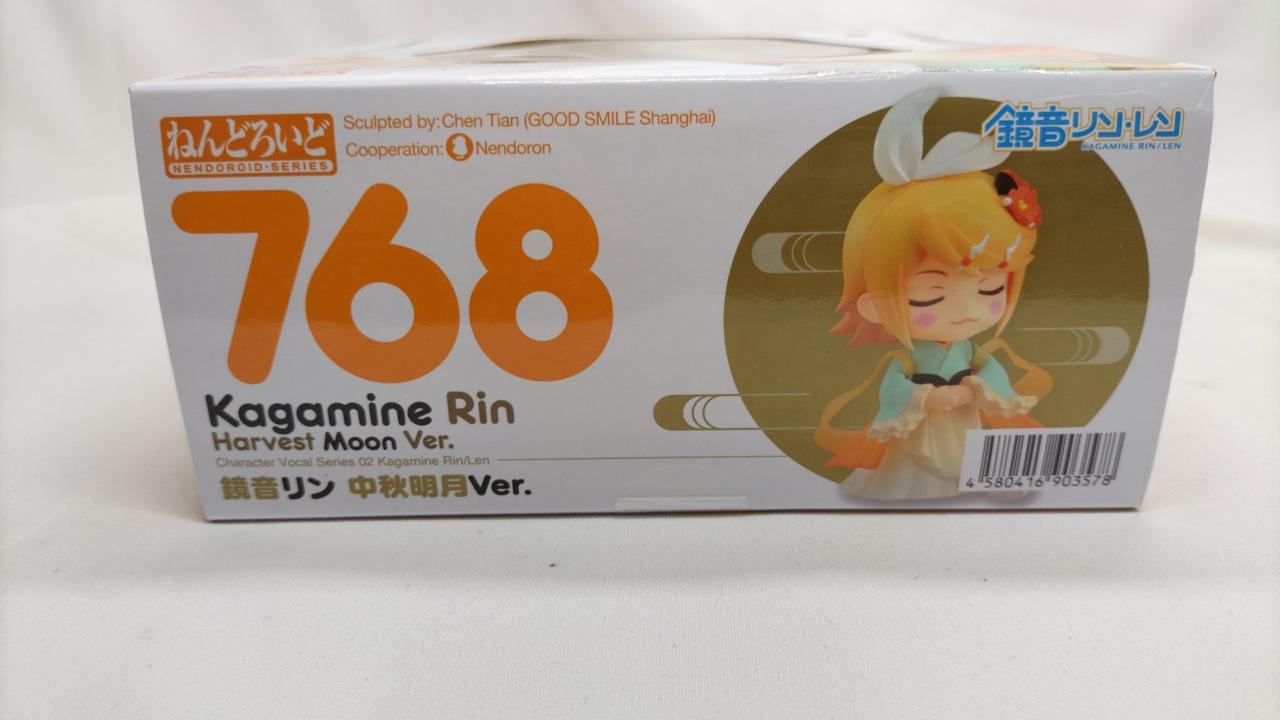 ねんどろいど
NENDOROID·SERIES
Sculpted by: Chen Tian (GOOD SMILE Shanghai)
Cooperation: Nendoron
鏡音リン・レン
KAGAMINE RIN/LEN
768
Kagamine Rin
Harvest Moon Ver.
Character Vocal Series 02 Kagamine Rin/Len
鏡音リン 中秋明月Ver.
4 580416 903578